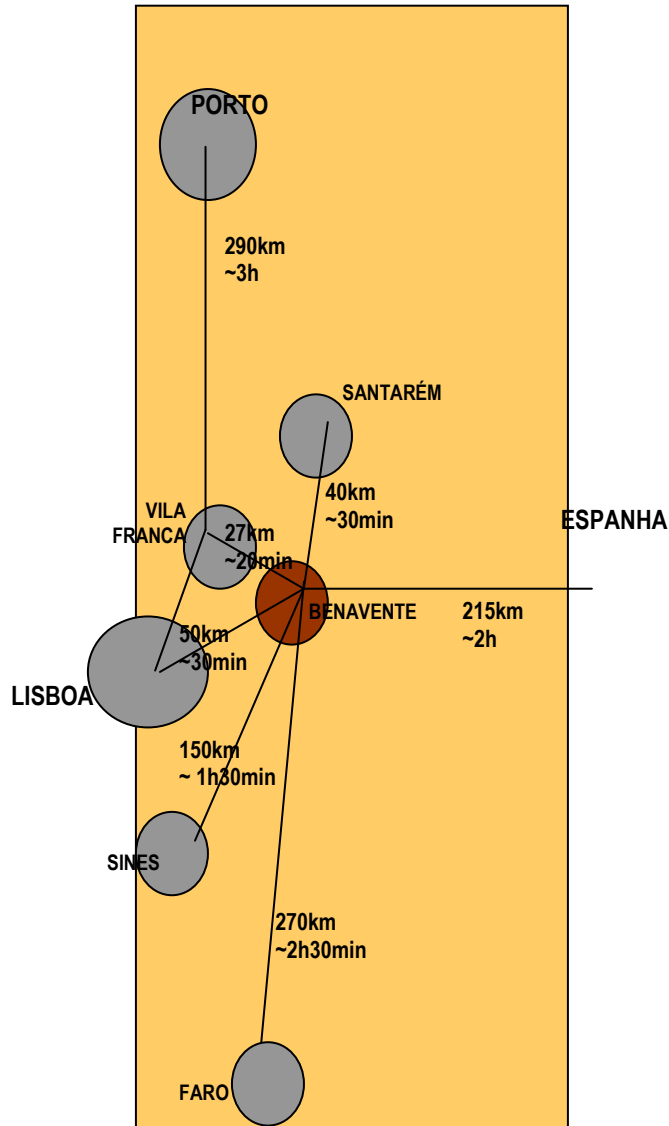 PORTO
290km
~3h
SANTARÉM
40km
~30min
VILA
FRANCA
27km
~20min
ESPANHA
BENAVENTE
215km
~2h
50km
~30min
LISBOA
150km
~ 1h30min
SINES
270km
~2h30min
FARO